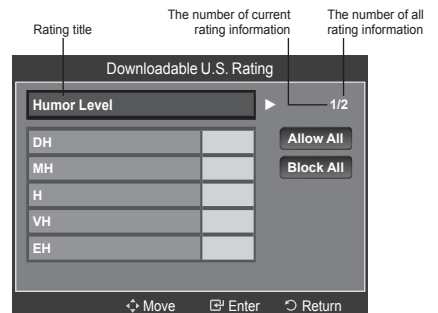 The number of current
rating information
The number of all
rating information
Rating title
Downloadable U.S. Rating
Humor Level
1/2
DH
Allow All
MH
Block All
H
VH
EH
Move Enter Return